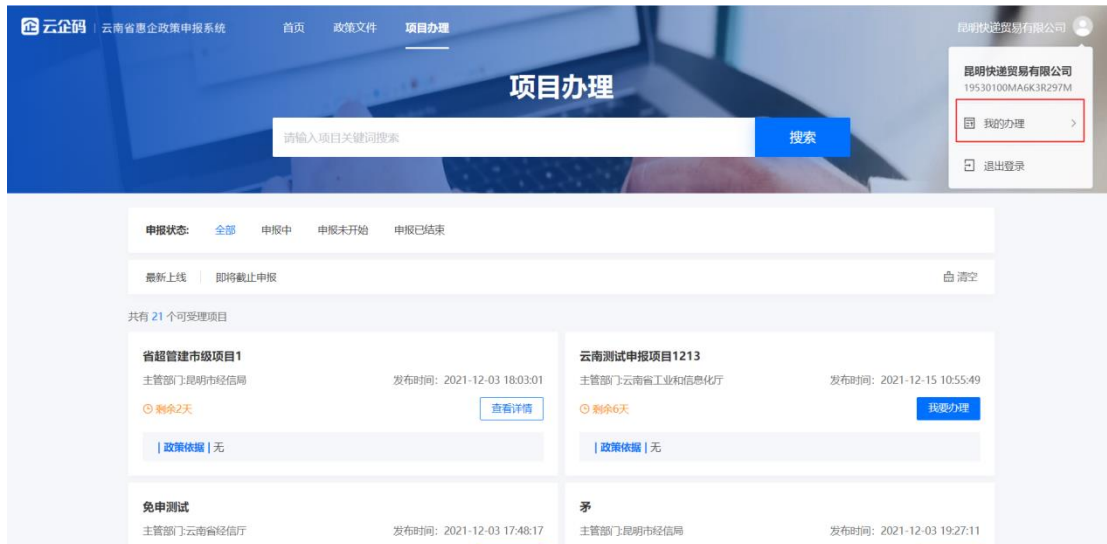 云企码 云南省惠企政策申报系统 首页 政策文件 项目办理 昆明快递贸易有限公司
昆明快递贸易有限公司
19530100MA6K3R297M
我的办理
退出登录
项目办理
请输入项目关键词搜索 搜索
申报状态: 全部 申报中 申报未开始 申报已结束
最新上线 即将截止申报 清空
共有 21 个可受理项目
省超管建市级项目1
主管部门:昆明市经信局 发布时间: 2021-12-03 18:03:01
剩余2天 查看详情
| 政策依据 | 无
云南测试申报项目1213
主管部门:云南省工业和信息化厅 发布时间: 2021-12-15 10:55:49
剩余6天 我要办理
| 政策依据 | 无
免申测试
主管部门:云南省经信厅 发布时间: 2021-12-03 17:48:17
矛
主管部门:昆明市经信局 发布时间: 2021-12-03 19:27:11